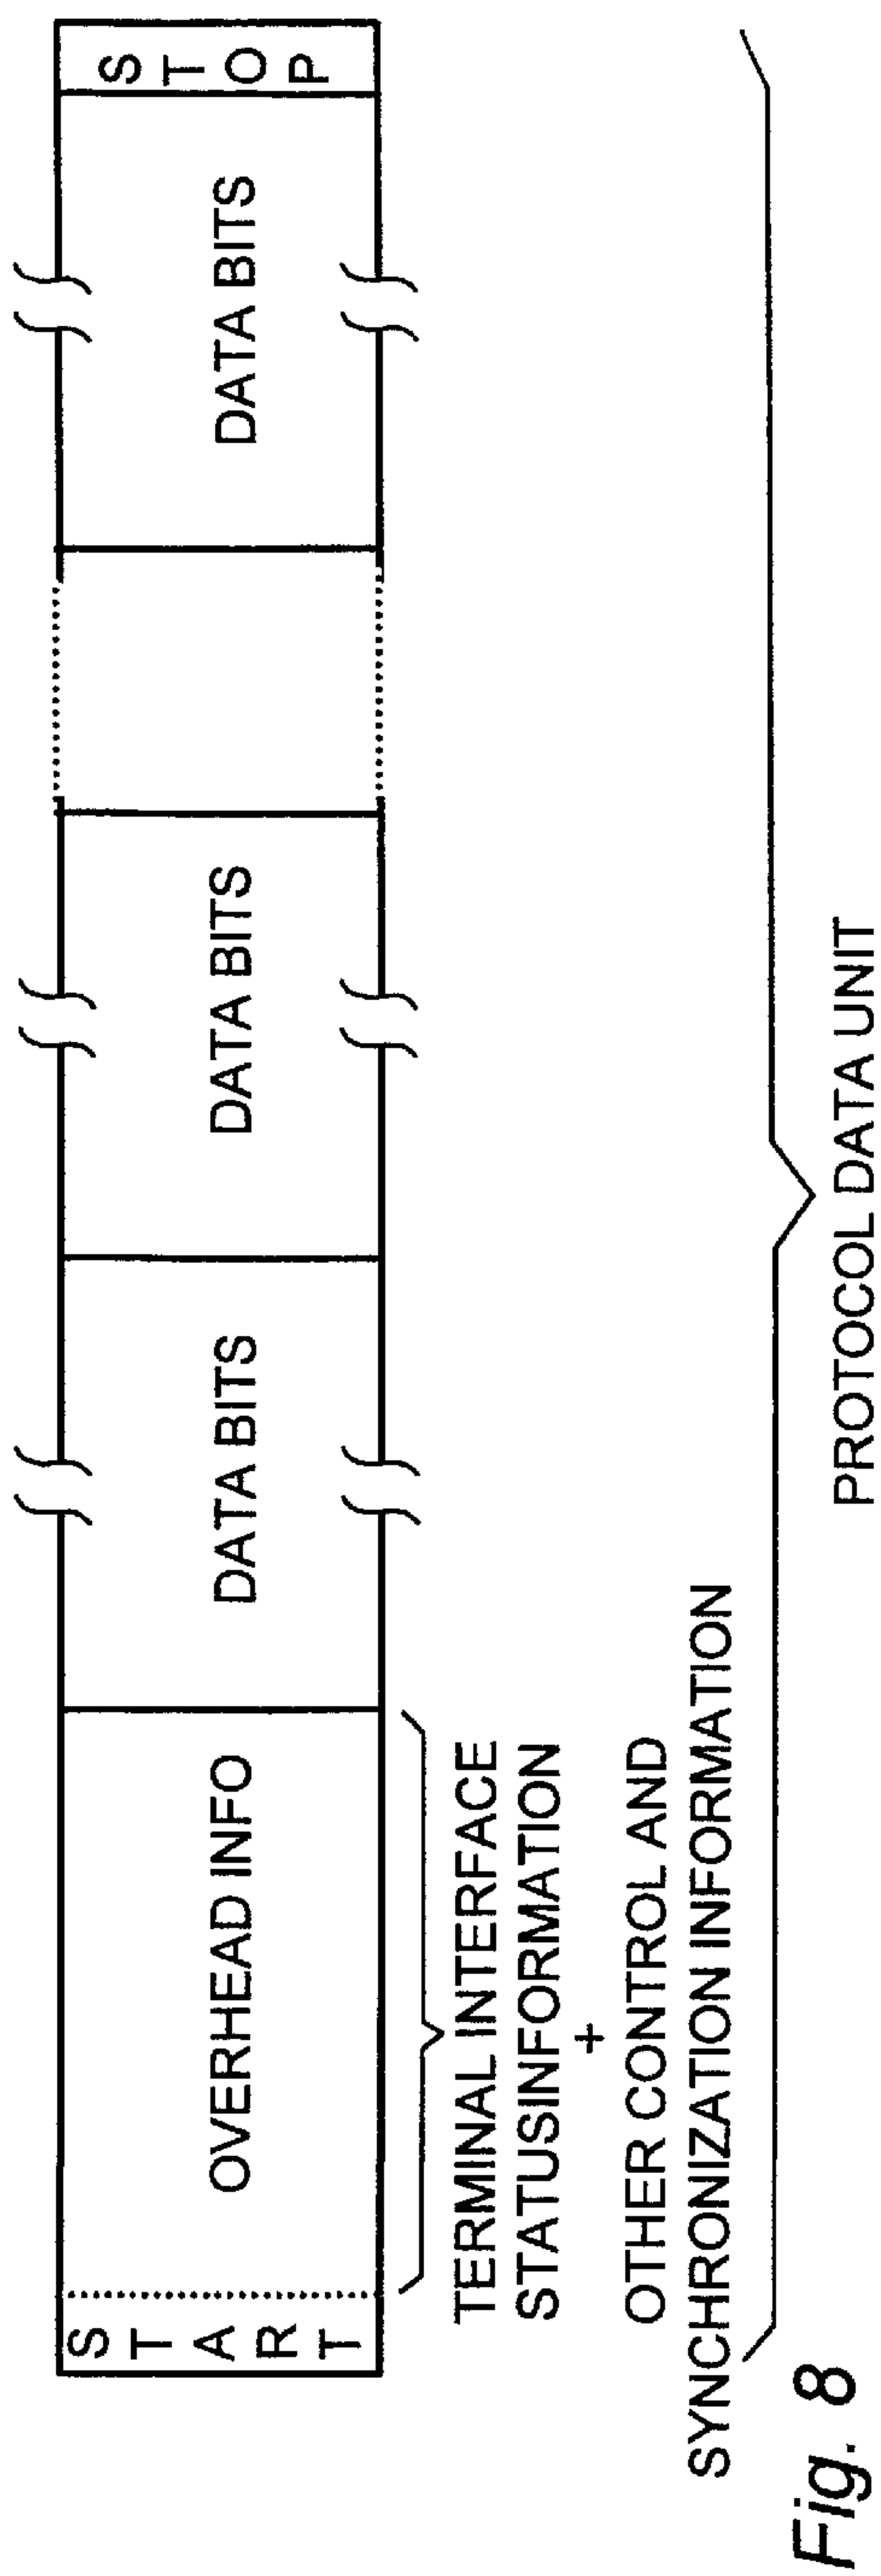 START
OVERHEAD INFO
DATA BITS
DATA BITS
DATA BITS
STOP
TERMINAL INTERFACE
STATUSINFORMATION
+
OTHER CONTROL AND
SYNCHRONIZATION INFORMATION
PROTOCOL DATA UNIT
Fig. 8